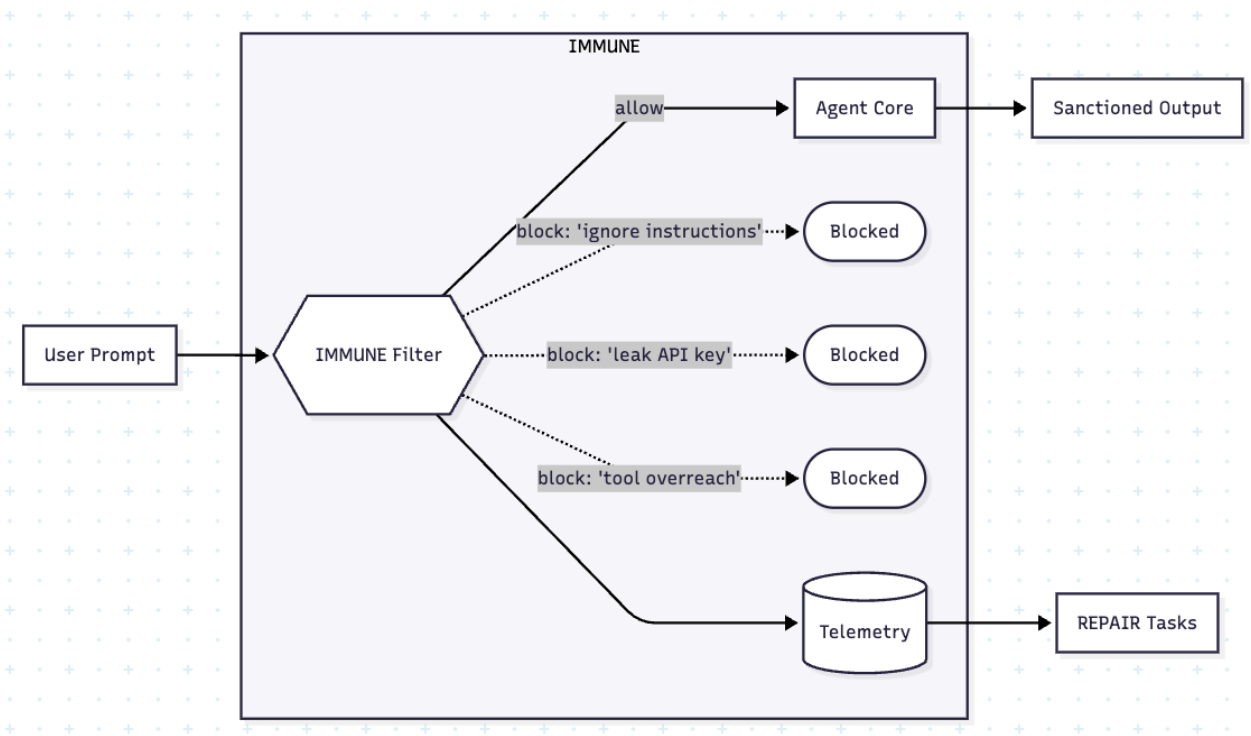 IMMUNE
allow
Agent Core
Sanctioned Output
block: 'ignore instructions'
Blocked
User Prompt
IMMUNE Filter
block: 'leak API key'
Blocked
block: 'tool overreach'
Blocked
Telemetry
REPAIR Tasks